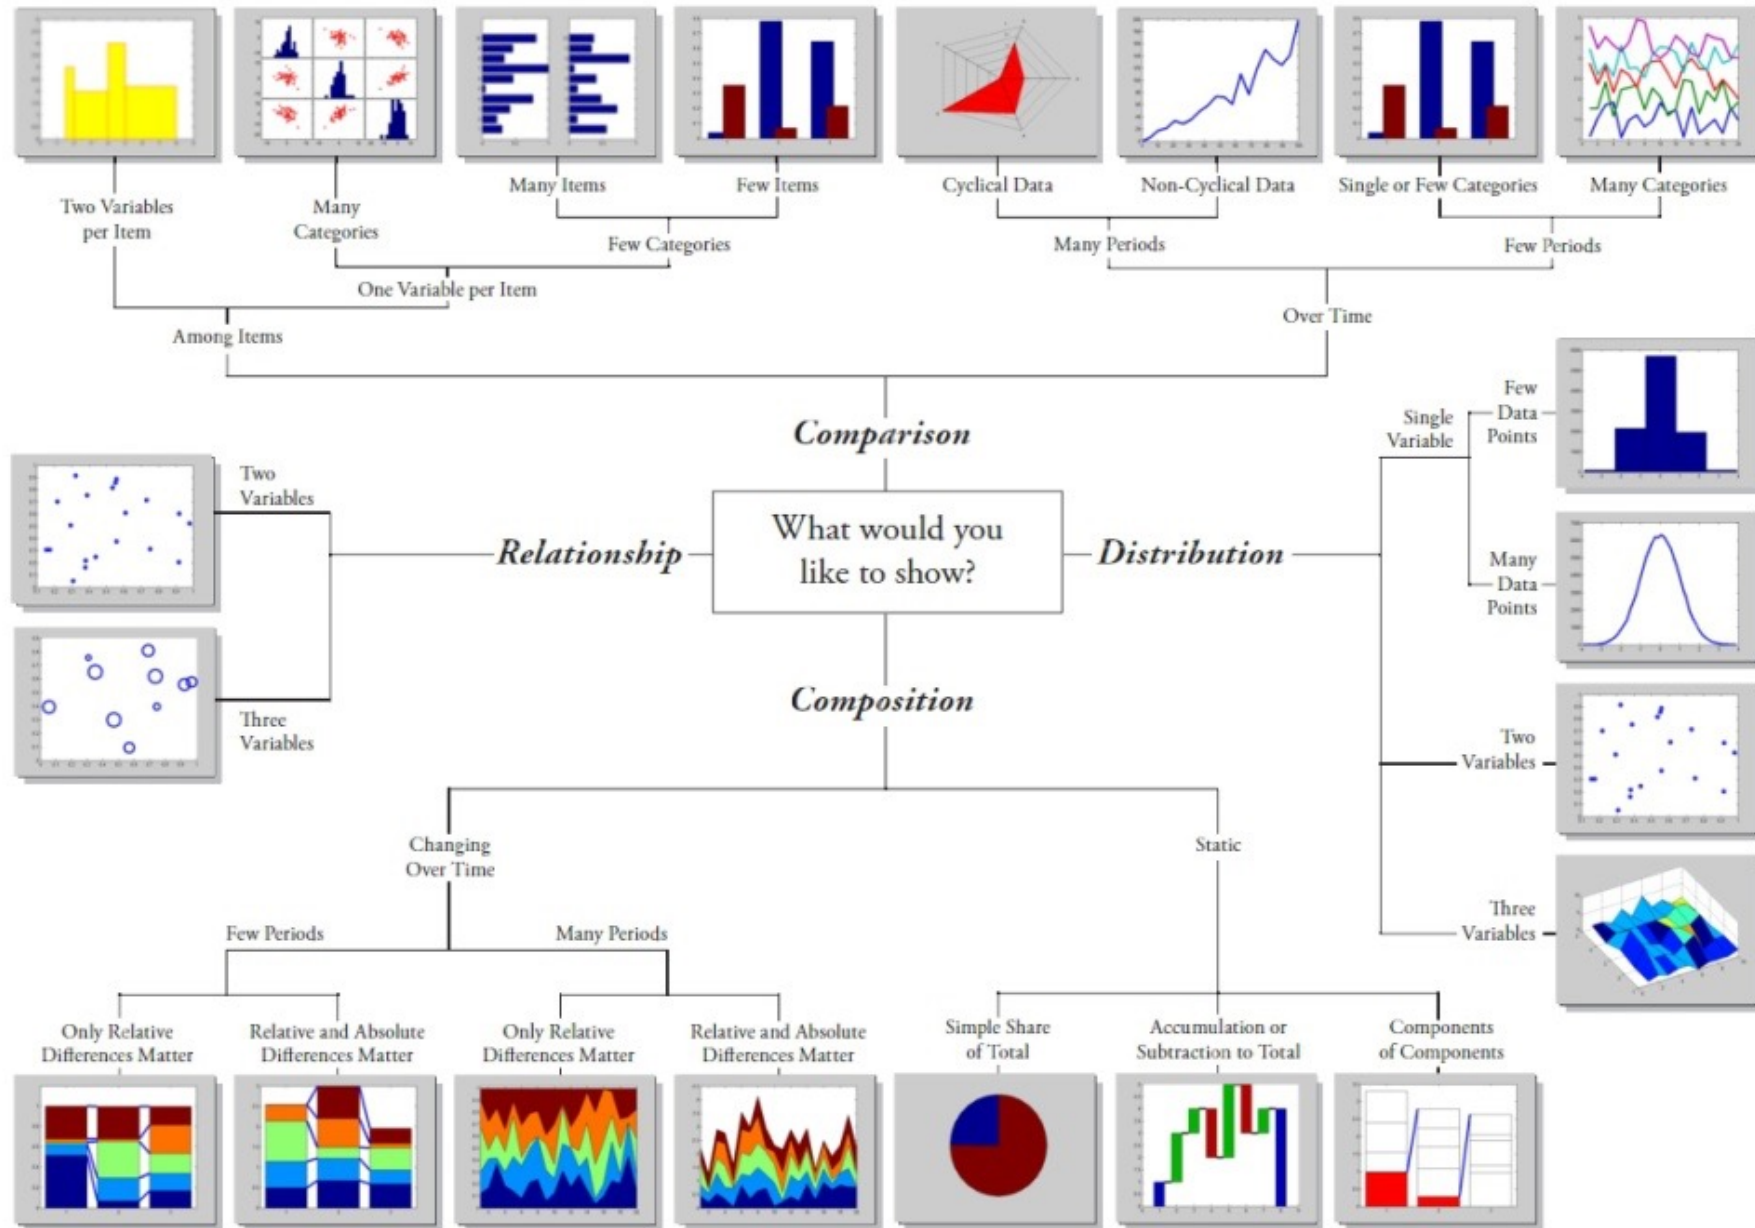 Many Items
Few Items
Cyclical Data
Non-Cyclical Data
Single or Few Categories
Many Categories
Two Variables
per Item
Many
Categories
Few Categories
Many Periods
Few Periods
One Variable per Item
Among Items
Over Time
Comparison
Single
Variable
Few
Data
Points
Two
Variables
What would you
like to show?
Relationship
Distribution
Many
Data
Points
Three
Variables
Composition
Two
Variables
Changing
Over Time
Static
Three
Variables
Few Periods
Many Periods
Only Relative
Differences Matter
Relative and Absolute
Differences Matter
Only Relative
Differences Matter
Relative and Absolute
Differences Matter
Simple Share
of Total
Accumulation or
Subtraction to Total
Components
of Components